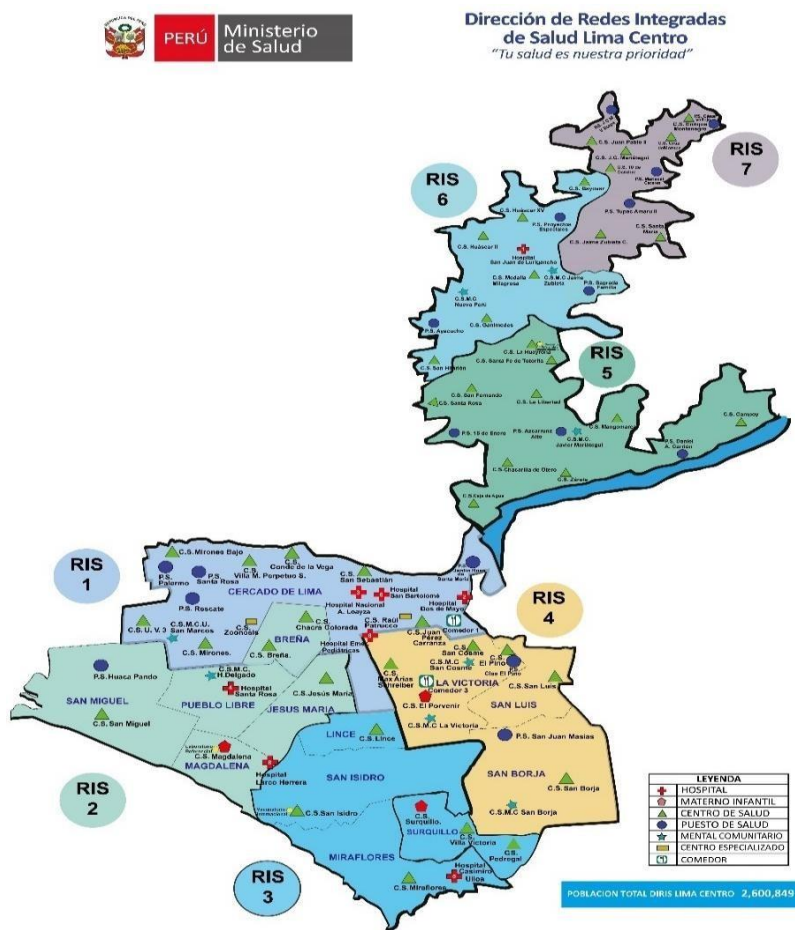 PERÚ
Ministerio
de Salud
Dirección de Redes Integradas
de Salud Lima Centro
"Tu salud es nuestra prioridad"
RIS
7
C.S. Juan Pablo II
P.S. Tupac Amaru II
C.S. Santa
María
C.S. Jaime Zubieta C.
RIS
6
C.S. Huáscar XV
P.S. Proyectos
Especiales
C.S. Huáscar II
Hospital
San Juan de Lurigancho
C.S. Medalla
Milagrosa
C.S.M.C Jaime
Zubieta
P.S. Sagrada
Familia
C.S.M.C
Nuevo Perú
P.S. Ayacucho
C.S. Ganimedes
C.S. San Hilarión
RIS
5
C.S. La Huayrona
C.S. Santa Fe de Totorita
C.S. San Fernando
C.S. Santa Rosa
C.S. La Libertad
C.S. Mangomarca
C.S. Campoy
P.S. 15 de Enero
P.S. Azcarrunz
Alto
C.S.M.C.
Javier Mariátegui
P.S. Daniel
A. Carrión
C.S. Chacarilla de Otero
C.S. Zárate
C.S. Caja de Agua
RIS
1
C.S. Mirones Bajo
P.S.
Palermo
P.S.
Santa Rosa
C.S.
Villa M. Perpetuo S.
C.S.
Conde de la Vega
C.S.
San Sebastián
P.S. Rescate
CERCADO DE LIMA
Hospital Nacional
A. Loayza
Hospital
San Bartolomé
Hospital
Dos de Mayo
C.S. U. V. 3
C.S.M.C.U.
San Marcos
C.S.
Zoonosis
C.S. Mirones.
BREÑA
C.S. Breña.
C.S.
Chacra Colorada
C.S. Raúl
Patrucco
Comedor 1
RIS
4
C.S. Juan
Pérez
Carranza
C.S.
San Cosme
C.S.M.C
San Cosme
C.S.
El Pino
P.S.
C.S. San Luis
C.S.
Max Arias
Schreiber
LA VICTORIA
Comedor 3
C.S. El Porvenir
C.S.M.C La Victoria
SAN LUIS
P.S. San Juan Masías
SAN BORJA
C.S. San Borja
C.S.M.C San Borja
P.S. Huaca Pando
SAN MIGUEL
C.S. San Miguel
C.S.M.C.
H.Delgado
PUEBLO LIBRE
Hospital
Santa Rosa
C.S.Jesús María
JESUS MARIA
C.S. Magdalena
MAGDALENA
Hospital
Larco Herrera
RIS
2
LINCE
C.S. Lince
SAN ISIDRO
C.S.San Isidro
C.S.
Surquillo.
SURQUILLO
C.S.
Villa Victoria
C.S.
Pedregal
MIRAFLORES
C.S. Miraflores
Hospital
Casimiro
Ulloa
RIS
3
LEYENDA
HOSPITAL
MATERNO INFANTIL
CENTRO DE SALUD
PUESTO DE SALUD
MENTAL COMUNITARIO
CENTRO ESPECIALIZADO
COMEDOR
POBLACION TOTAL DIRIS LIMA CENTRO 2,600,849